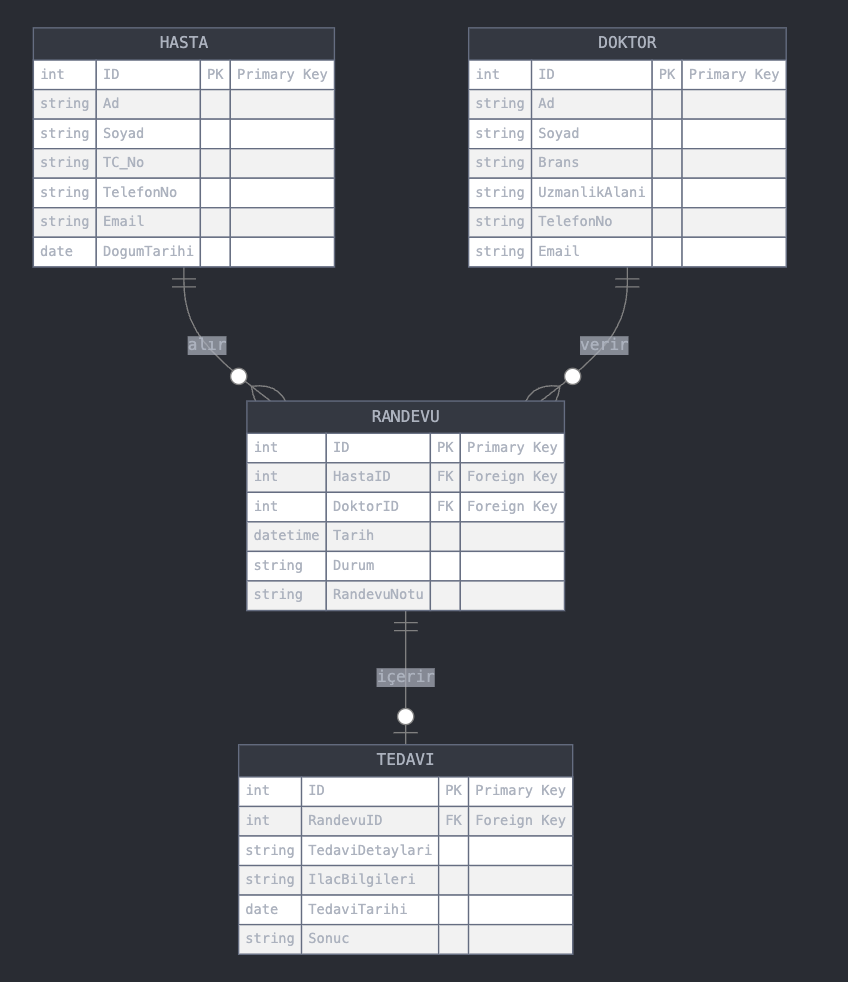 HASTA
int ID PK Primary Key
string Ad
string Soyad
string TC_No
string TelefonNo
string Email
date DogumTarihi
DOKTOR
int ID PK Primary Key
string Ad
string Soyad
string Brans
string UzmanlikAlani
string TelefonNo
string Email
alır
verir
RANDEVU
int ID PK Primary Key
int HastaID FK Foreign Key
int DoktorID FK Foreign Key
datetime Tarih
string Durum
string RandevuNotu
içerir
TEDAVI
int ID PK Primary Key
int RandevuID FK Foreign Key
string TedaviDetaylari
string IlacBilgileri
date TedaviTarihi
string Sonuc